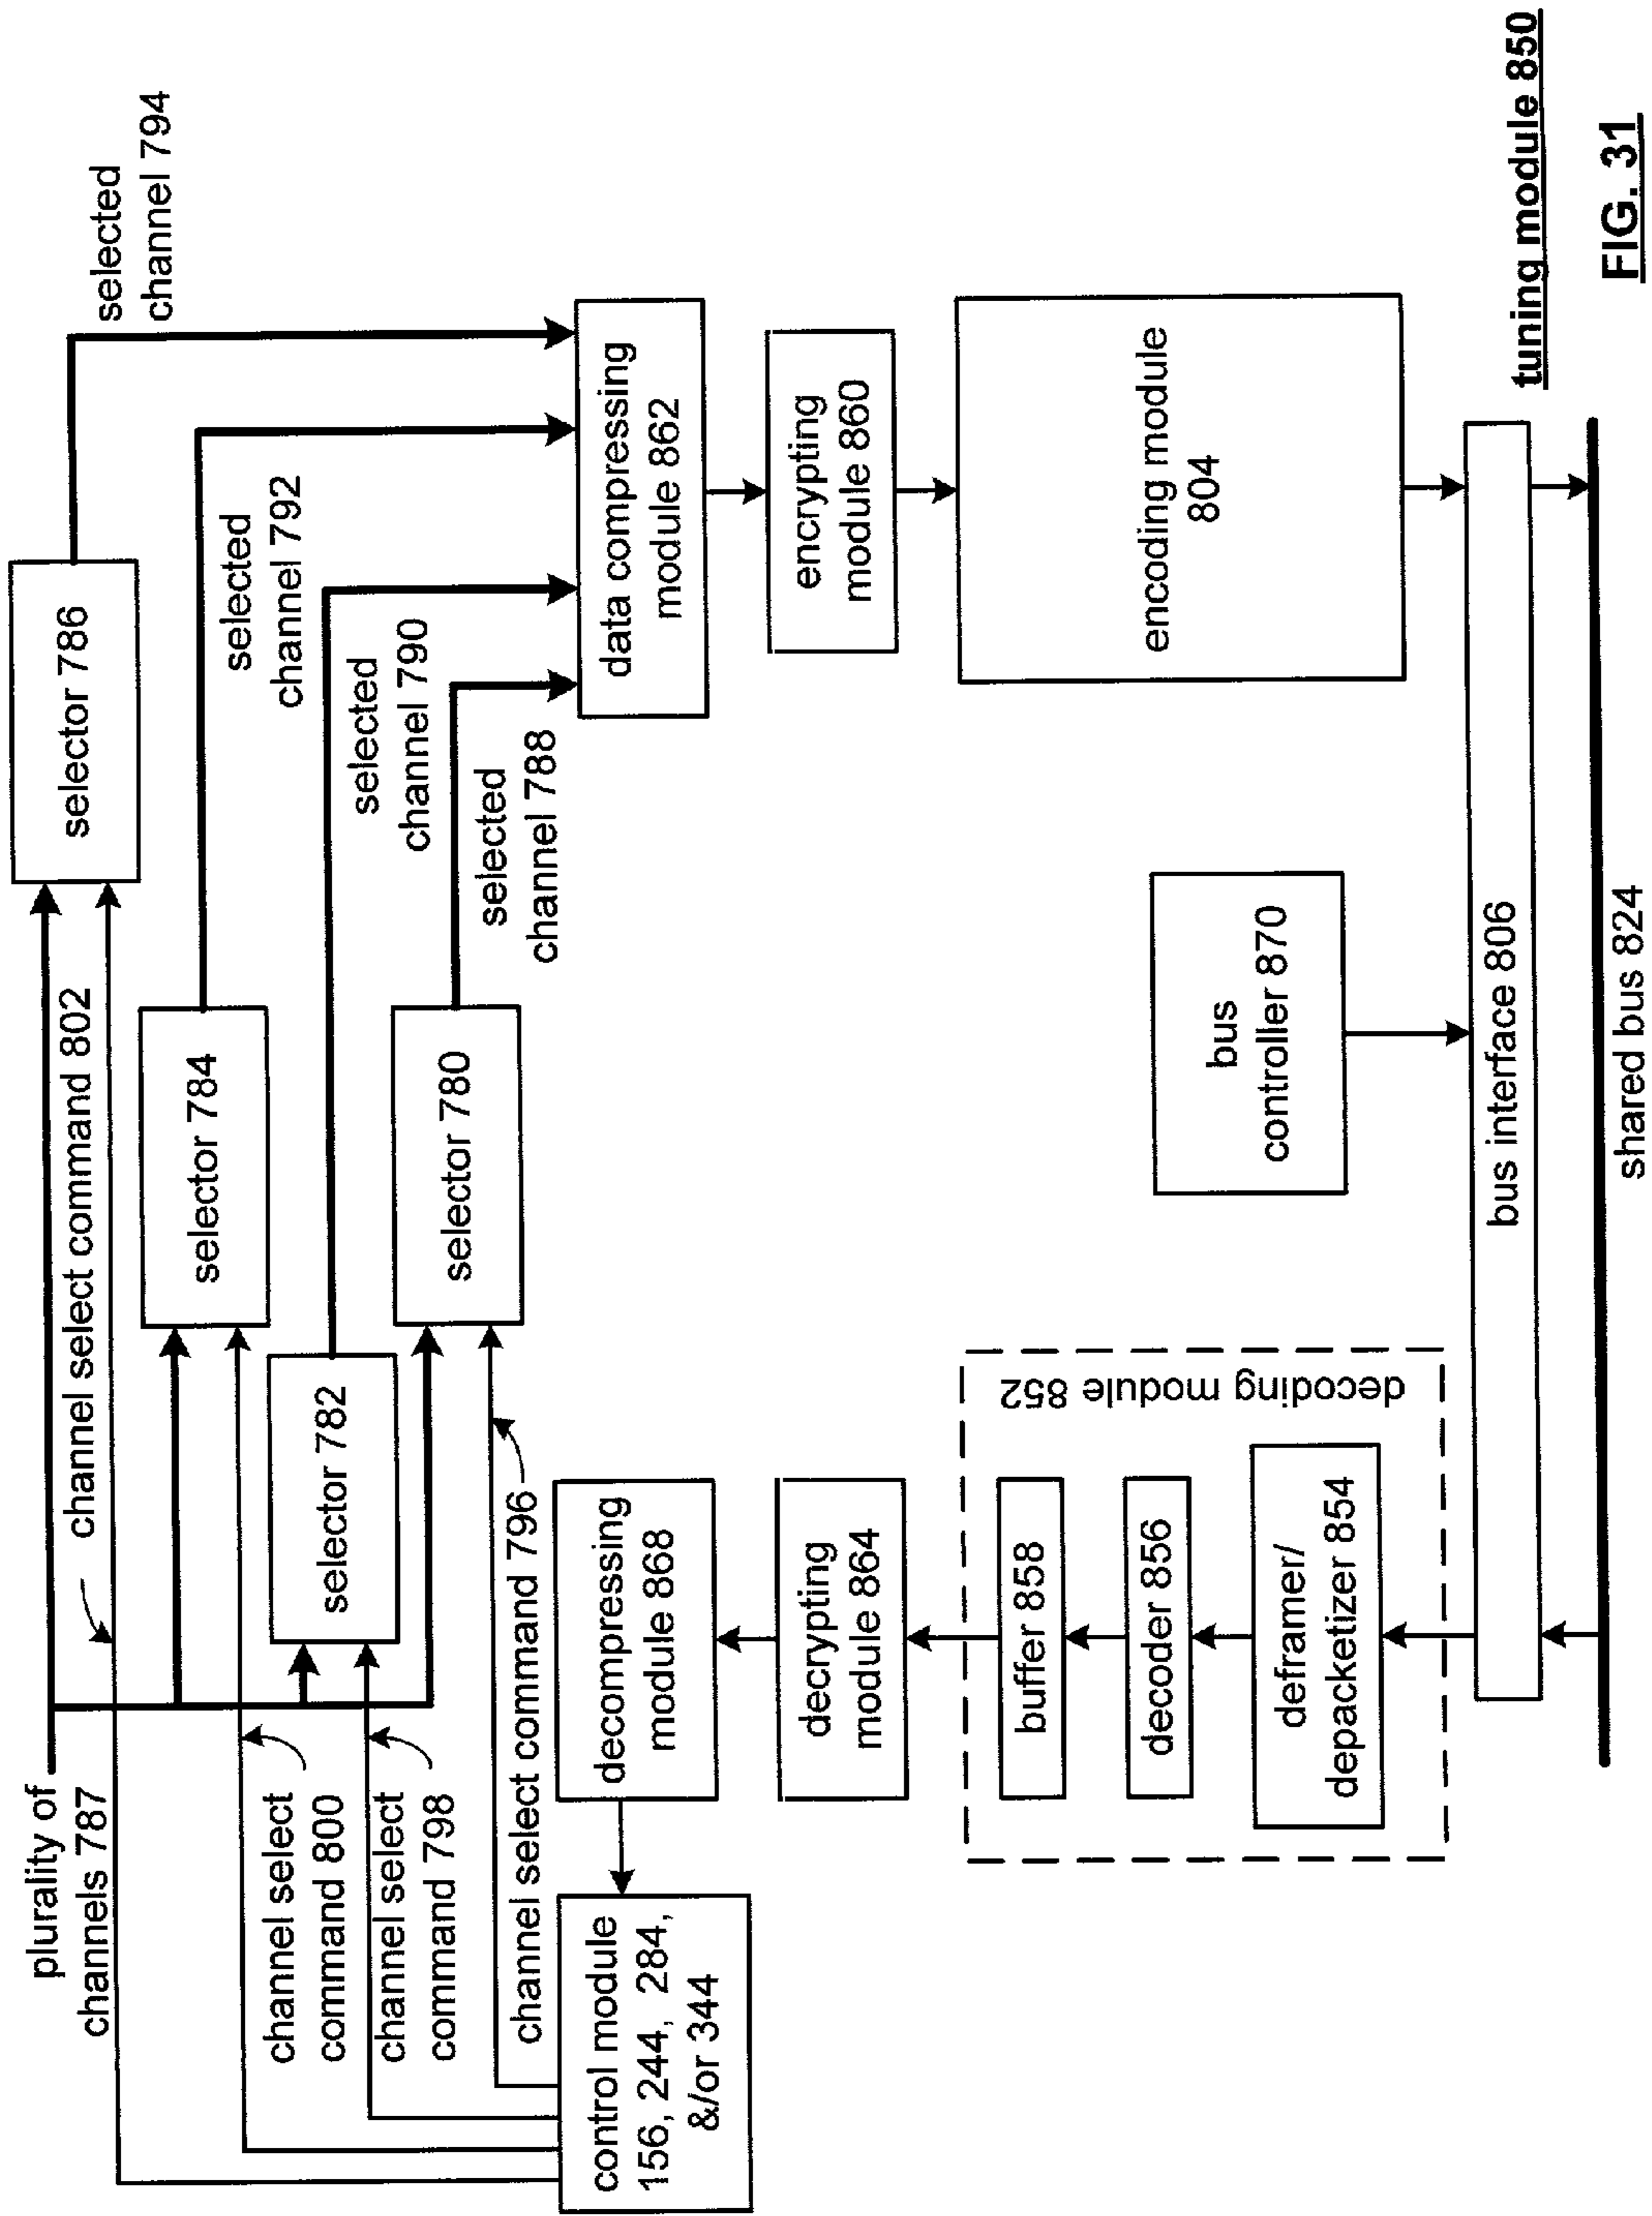 plurality of
channels 787
channel select command 802
selector 786
selected
channel 794
selector 784
selected
channel 792
channel select
command 800
selector 782
selected
channel 790
channel select
command 798
selector 780
selected
channel 788
channel select command 796
control module
156, 244, 284,
&/or 344
decompressing
module 868
decrypting
module 864
buffer 858
decoder 856
deframer/
depacketizer 854
decoding module 852
data compressing
module 862
encrypting
module 860
encoding module
804
bus
controller 870
bus interface 806
shared bus 824
tuning module 850
FIG. 31